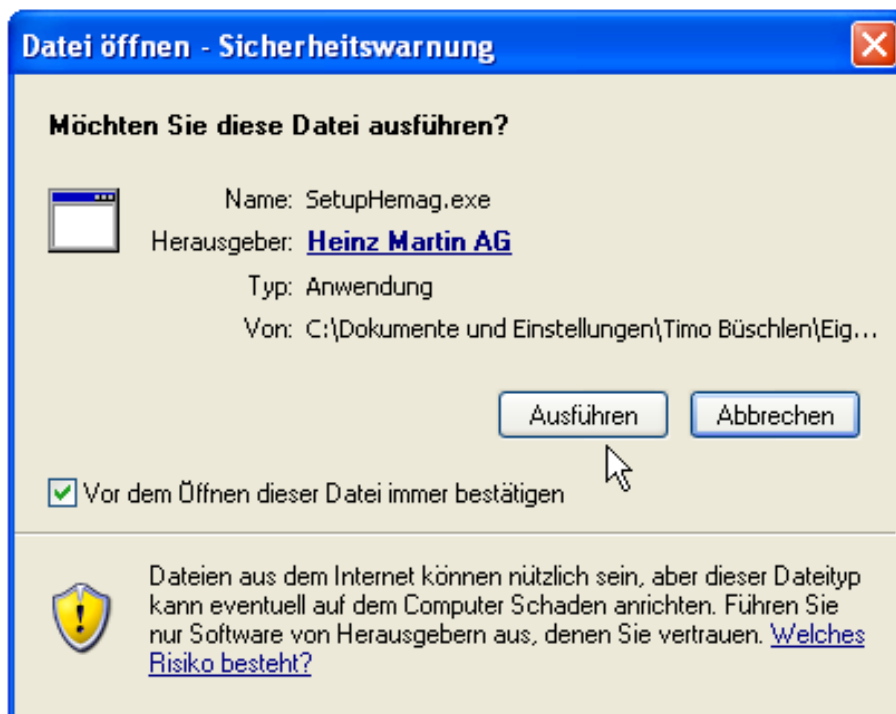 Datei öffnen - Sicherheitswarnung
Möchten Sie diese Datei ausführen?
Name: SetupHemag.exe
Herausgeber: Heinz Martin AG
Typ: Anwendung
Von: C:\Dokumente und Einstellungen\Timo Büschlen\Eig...
Ausführen Abbrechen
Vor dem Öffnen dieser Datei immer bestätigen
Dateien aus dem Internet können nützlich sein, aber dieser Dateityp
kann eventuell auf dem Computer Schaden anrichten. Führen Sie
nur Software von Herausgebern aus, denen Sie vertrauen. Welches
Risiko besteht?